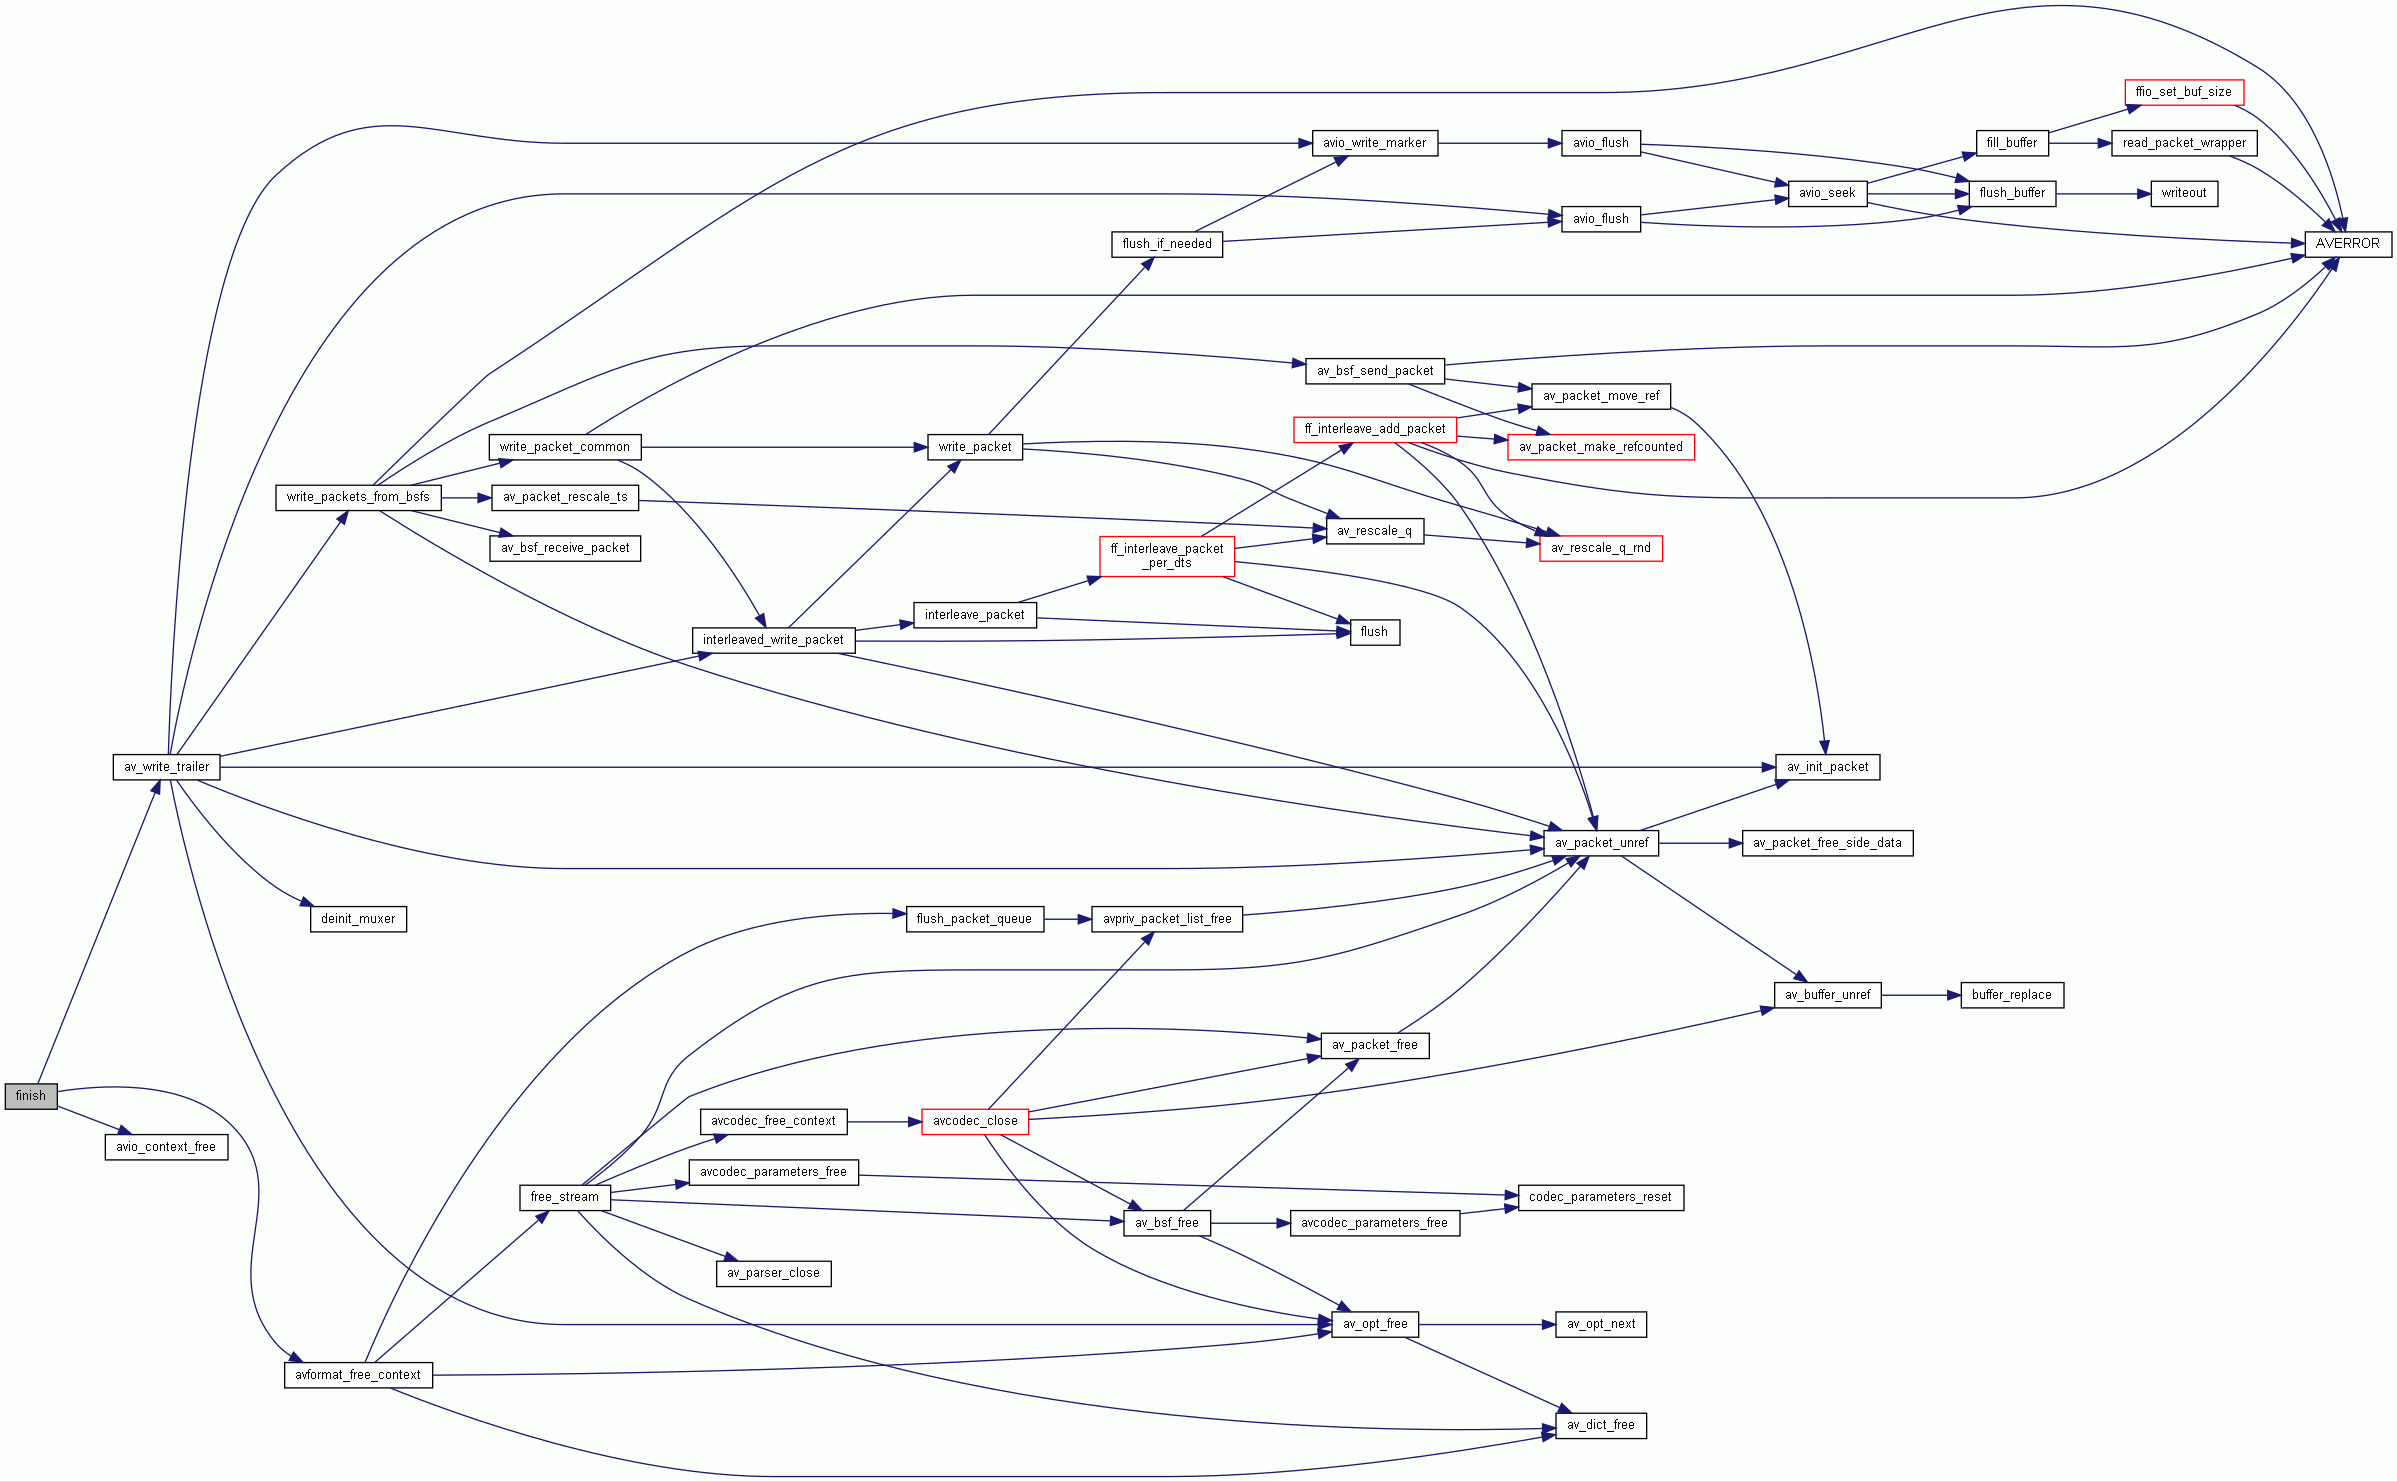 ffio_set_buf_size
avio_write_marker
avio_flush
fill_buffer
read_packet_wrapper
avio_seek
flush_buffer
writeout
avio_flush
flush_if_needed
AVERROR
av_bsf_send_packet
av_packet_move_ref
ff_interleave_add_packet
write_packet_common
write_packet
av_packet_make_refcounted
write_packets_from_bsfs
av_packet_rescale_ts
av_rescale_q
av_bsf_receive_packet
ff_interleave_packet
_per_dts
av_rescale_q_rnd
interleave_packet
interleaved_write_packet
flush
av_write_trailer
av_init_packet
av_packet_unref
av_packet_free_side_data
deinit_muxer
flush_packet_queue
avpriv_packet_list_free
av_buffer_unref
buffer_replace
av_packet_free
finish
avcodec_free_context
avcodec_close
avio_context_free
avcodec_parameters_free
free_stream
codec_parameters_reset
av_bsf_free
avcodec_parameters_free
av_parser_close
av_opt_free
av_opt_next
avformat_free_context
av_dict_free